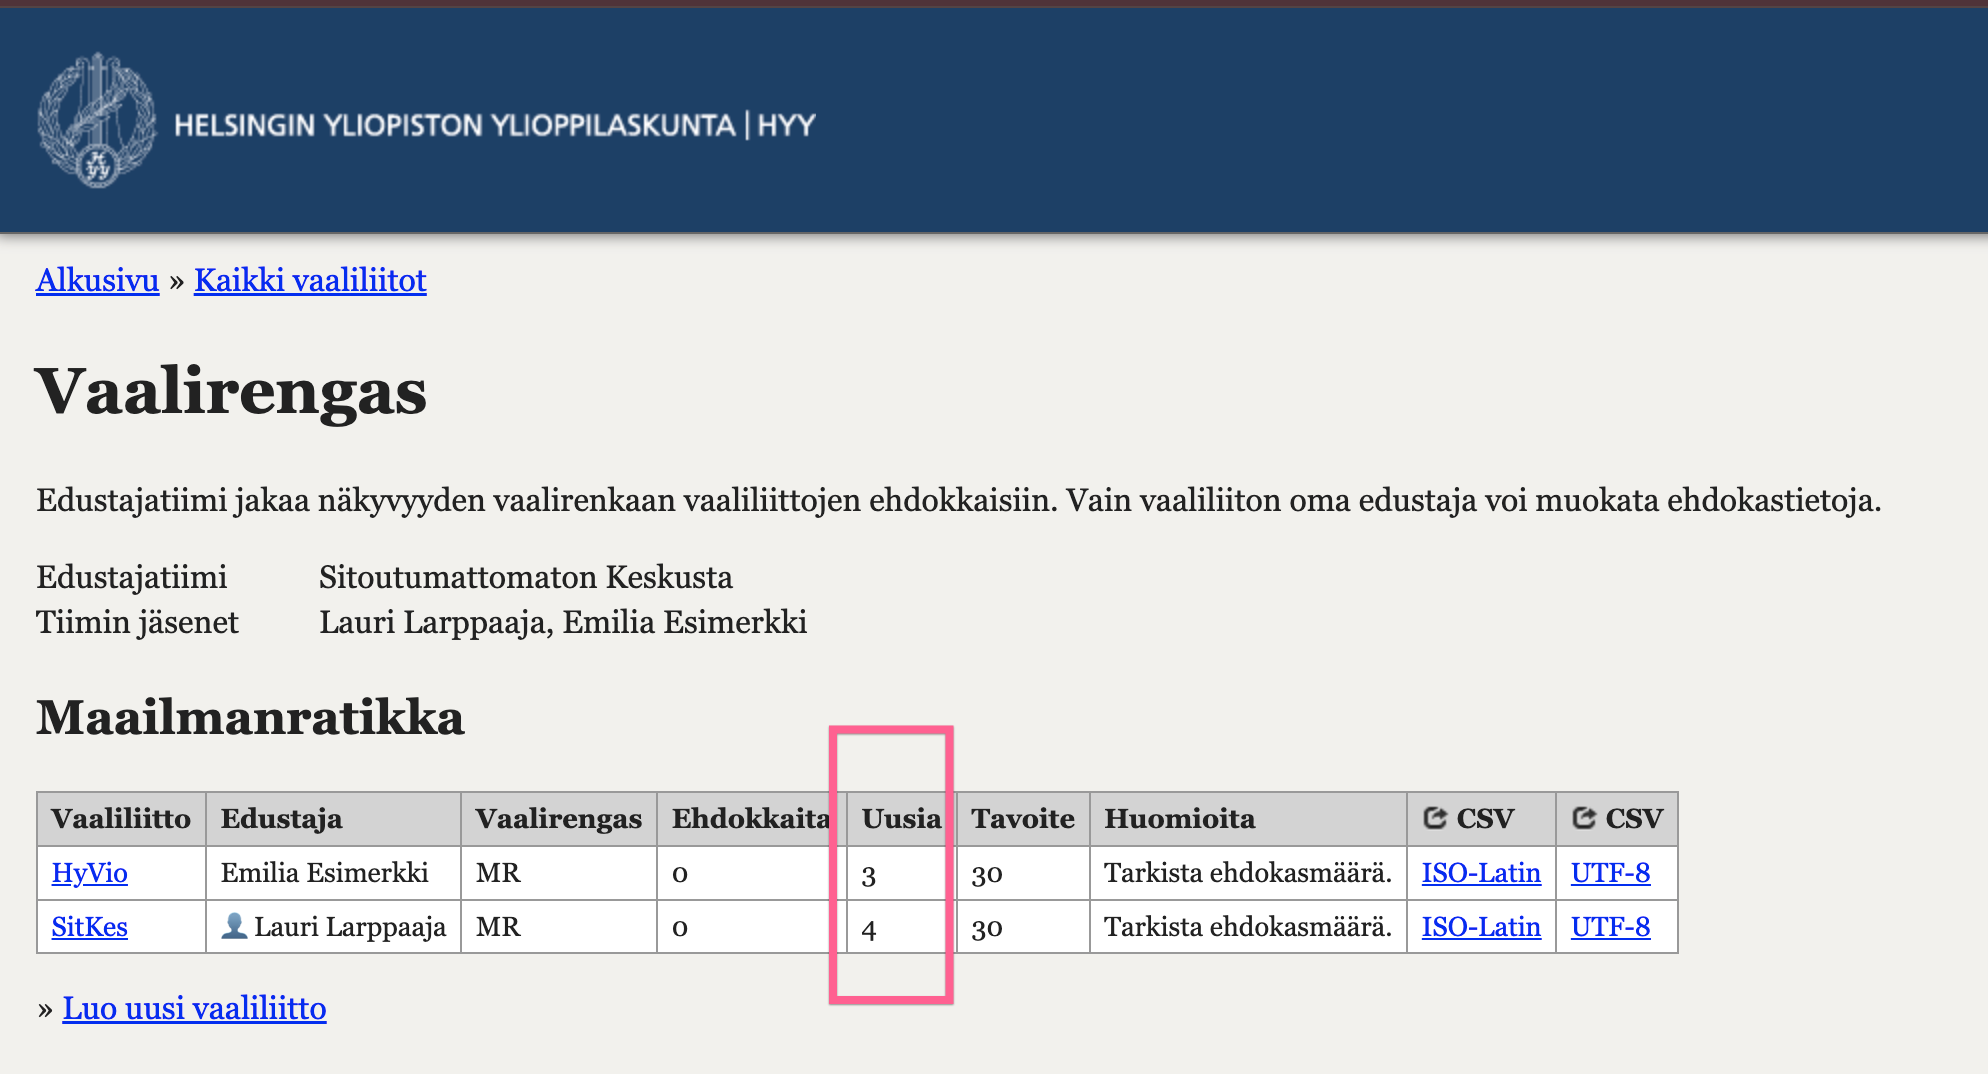 HELSINGIN YLIOPISTON YLIOPPILASKUNTA | HYY
Alkusivu » Kaikki vaaliliitot
Vaalirengas
Edustajatiimi jakaa näkyvyyden vaalirenkaan vaaliliittojen ehdokkaisiin. Vain vaaliliiton oma edustaja voi muokata ehdokastietoja.
Edustajatiimi Sitoutumattomaton Keskusta
Tiimin jäsenet Lauri Larppaaja, Emilia Esimerkki
Maailmanratikka
Vaaliliitto Edustaja Vaalirengas Ehdokkaita Uusia Tavoite Huomioita CSV CSV
HyVio Emilia Esimerkki MR 0 3 30 Tarkista ehdokasmäärä. ISO-Latin UTF-8
SitKes Lauri Larppaaja MR 0 4 30 Tarkista ehdokasmäärä. ISO-Latin UTF-8
» Luo uusi vaaliliitto